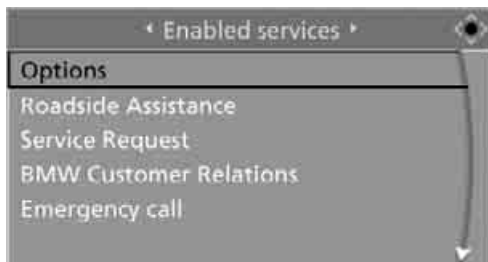 Enabled services
Options
Roadside Assistance
Service Request
BMW Customer Relations
Emergency call